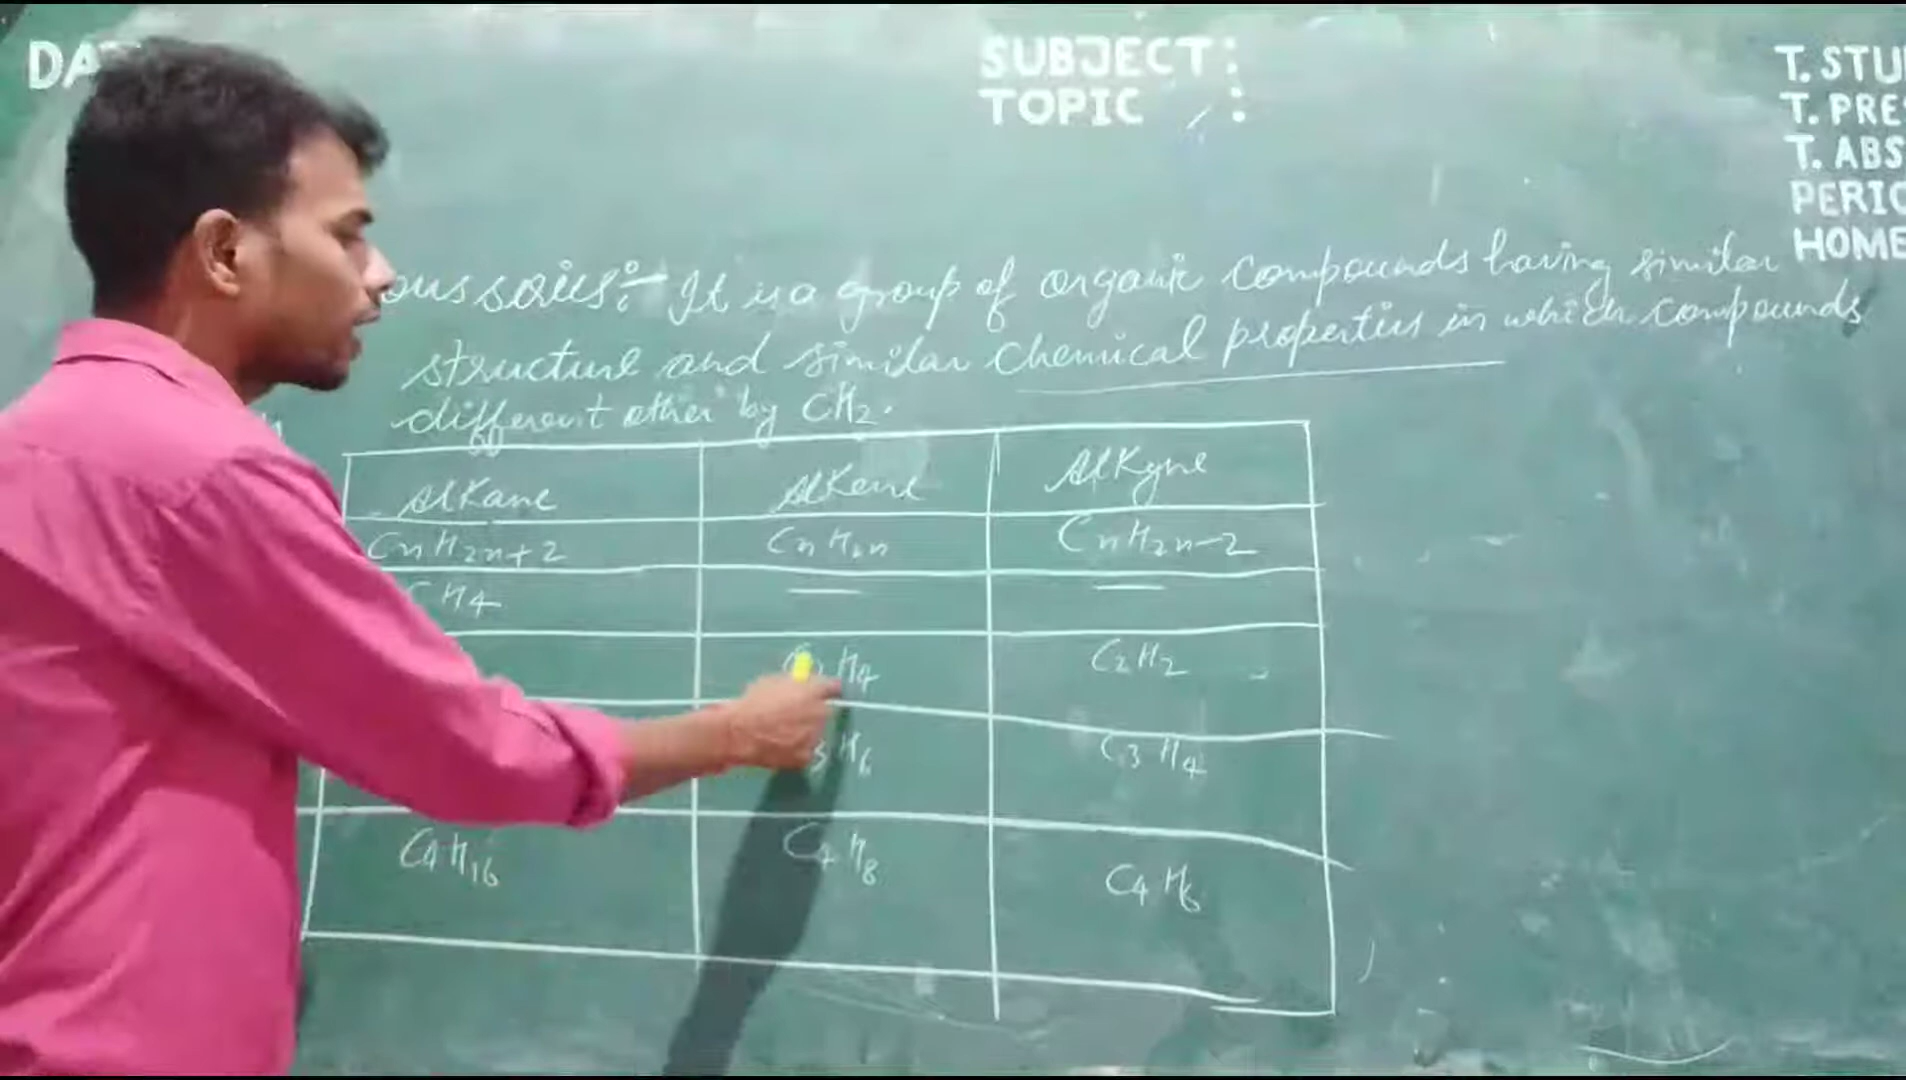 DA
SUBJECT :
TOPIC :
T. STU
T. PRE
T. ABS
PERIO
HOME
ous series:- It is a group of organic compounds having similar
structure and similar chemical properties in which compounds
different other by CH2.
Alkane Alkene Alkyne
CnH2n+2 CnH2n CnH2n-2
CH4 — —
C2H4 C2H2
3H6 C3H4
C4H16 C4H8 C4H6